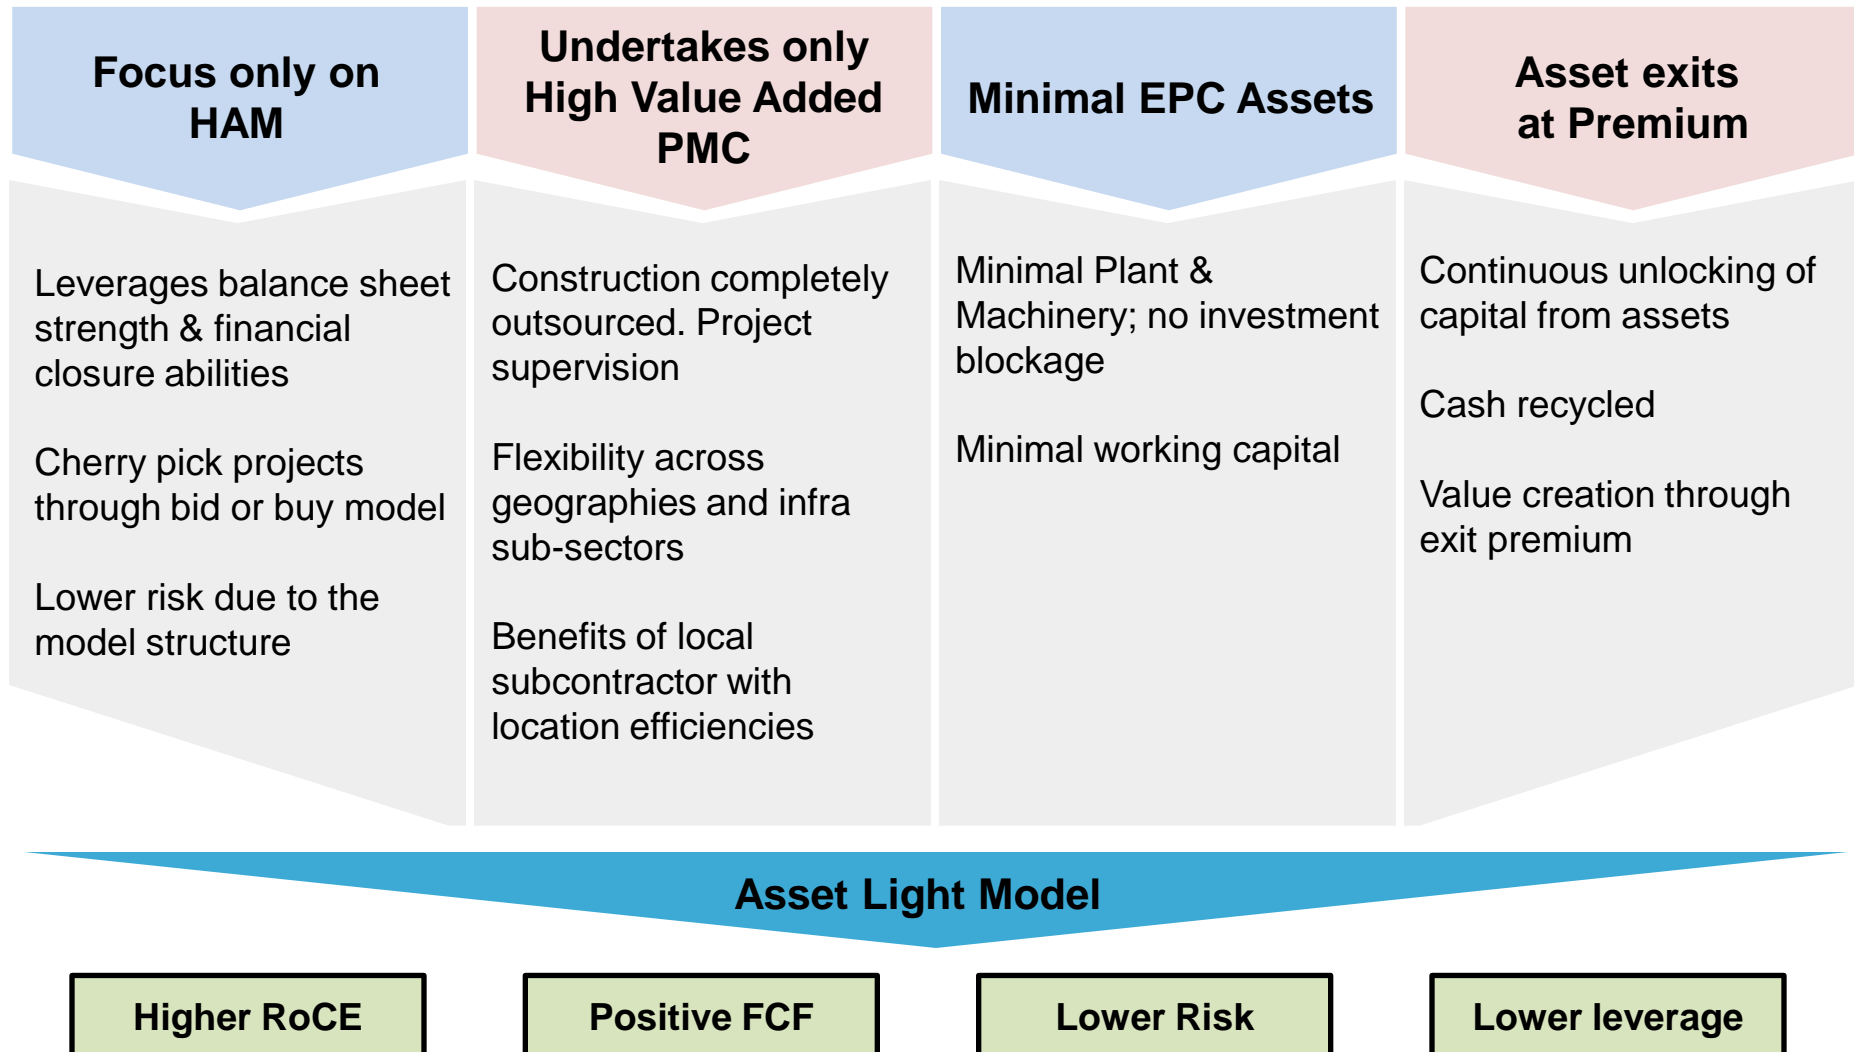 Focus only on
HAM
Undertakes only
High Value Added
PMC
Minimal EPC Assets
Asset exits
at Premium
Leverages balance sheet
strength & financial
closure abilities
Cherry pick projects
through bid or buy model
Lower risk due to the
model structure
Construction completely
outsourced. Project
supervision
Flexibility across
geographies and infra
sub-sectors
Benefits of local
subcontractor with
location efficiencies
Minimal Plant &
Machinery; no investment
blockage
Minimal working capital
Continuous unlocking of
capital from assets
Cash recycled
Value creation through
exit premium
Asset Light Model
Higher RoCE
Positive FCF
Lower Risk
Lower leverage